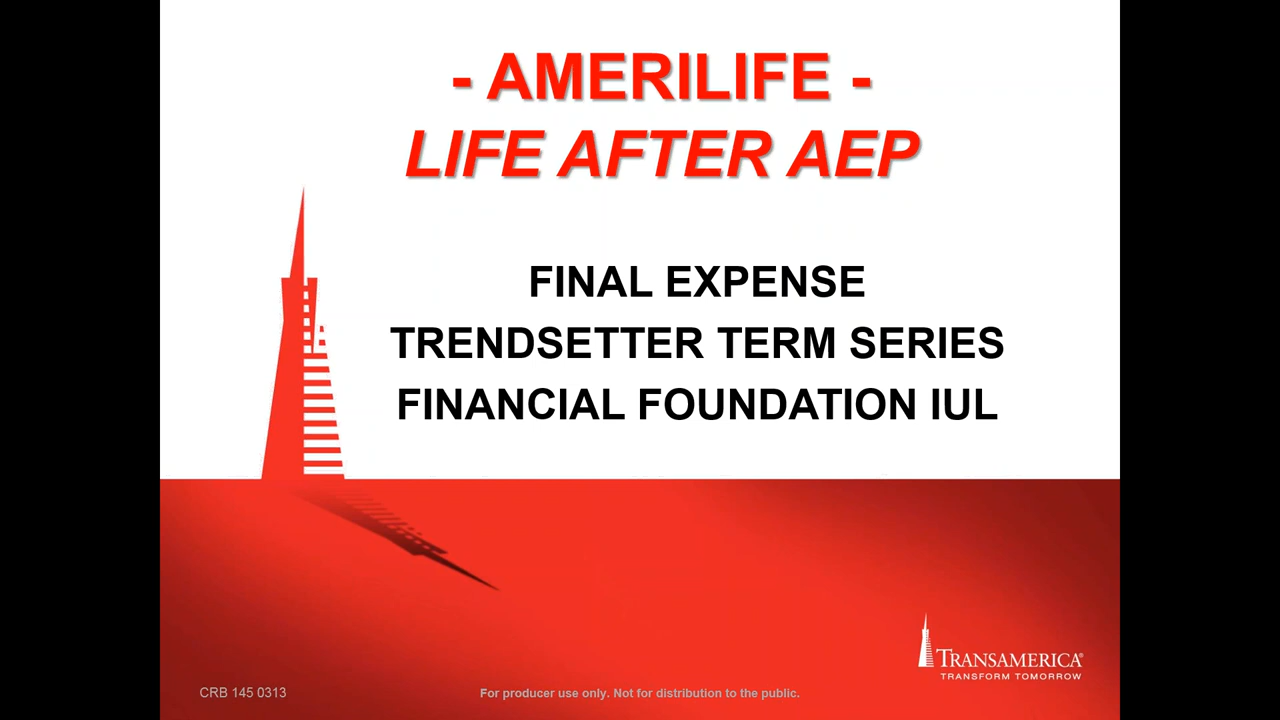 - AMERILIFE -
LIFE AFTER AEP
FINAL EXPENSE
TRENDSETTER TERM SERIES
FINANCIAL FOUNDATION IUL
TRANSAMERICA®
TRANSFORM TOMORROW
CRB 145 0313
For producer use only. Not for distribution to the public.